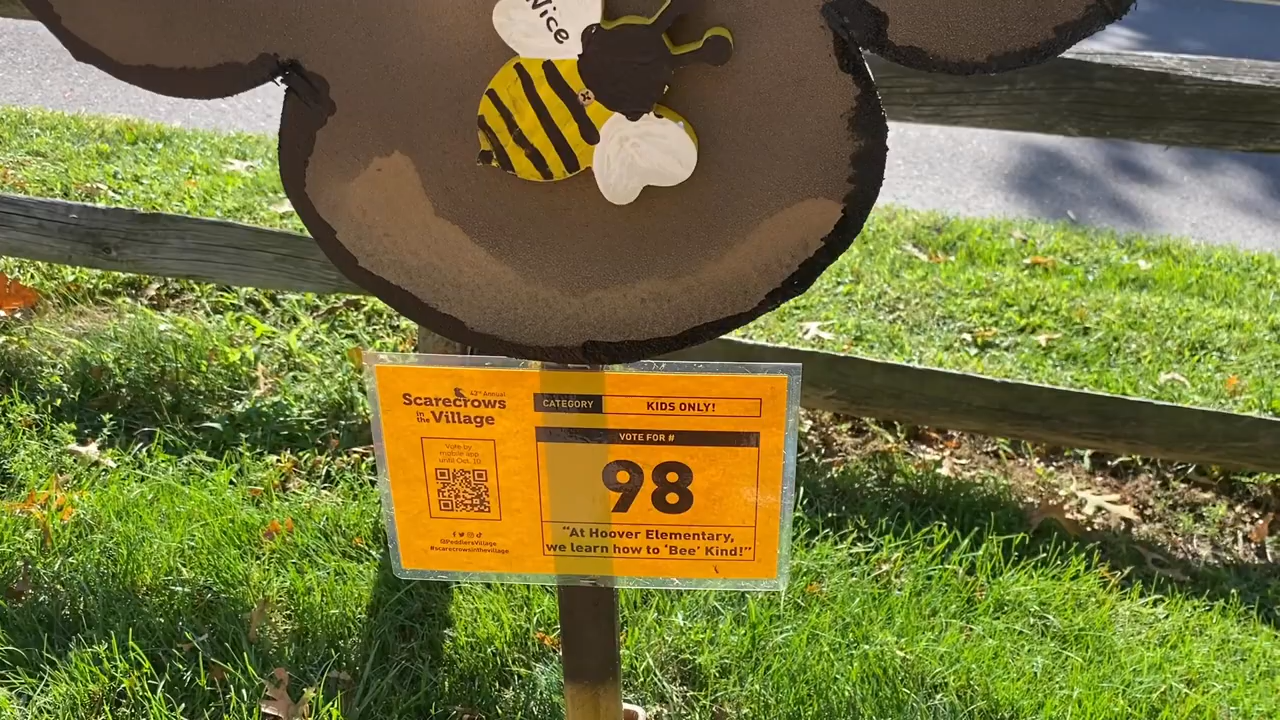 Nice
43rd Annual
Scarecrows
in the Village
Vote by
mobile app
until Oct. 10
@PeddlersVillage
#scarecrowsinthevillage
CATEGORY
KIDS ONLY!
VOTE FOR #
98
"At Hoover Elementary,
we learn how to 'Bee' Kind!"